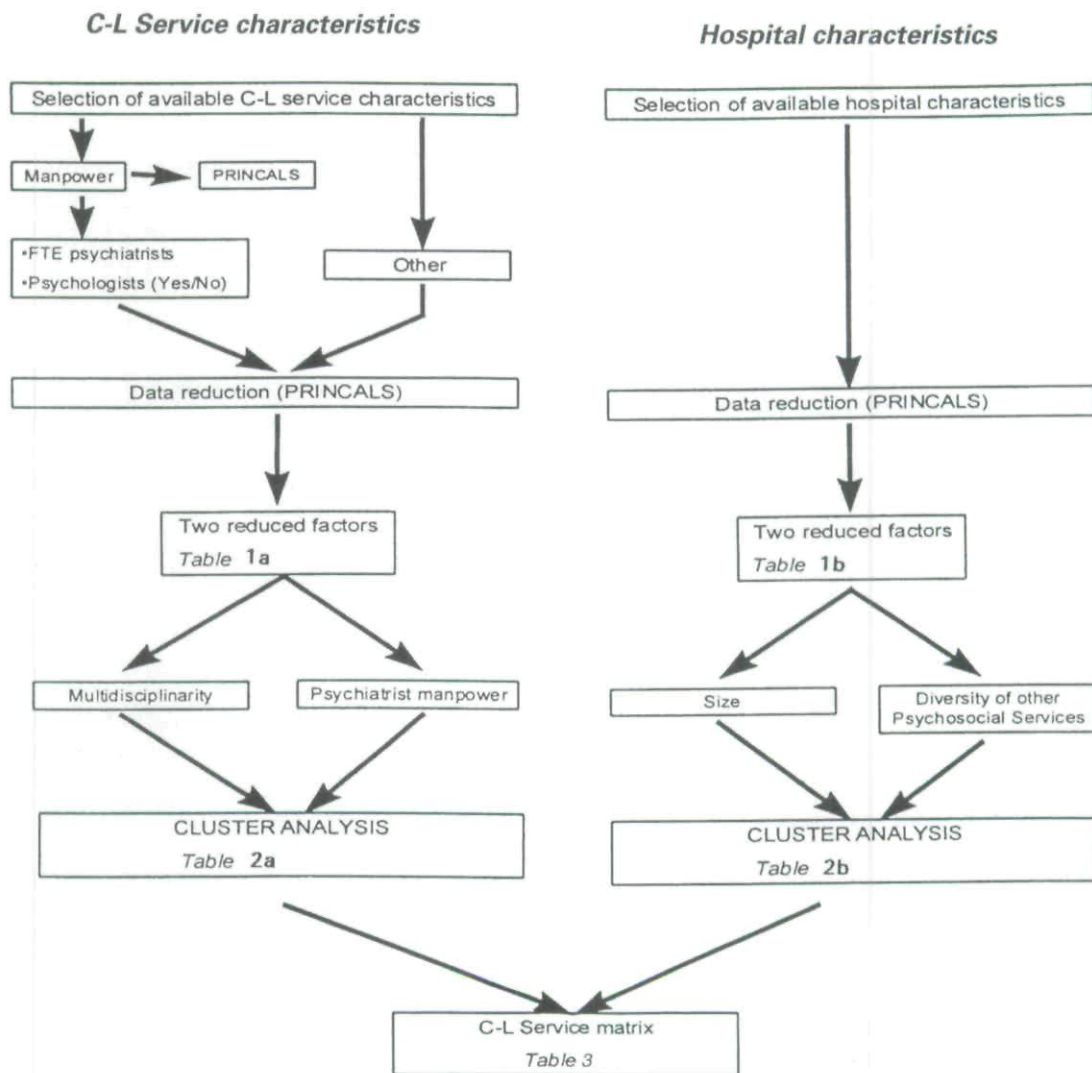 C-L Service characteristics
Selection of available C-L service characteristics
Manpower
PRINCALS
•FTE psychiatrists
•Psychologists (Yes/No)
Other
Data reduction (PRINCALS)
Two reduced factors
Table 1a
Multidisciplinarity
Psychiatrist manpower
CLUSTER ANALYSIS
Table 2a
Hospital characteristics
Selection of available hospital characteristics
Data reduction (PRINCALS)
Two reduced factors
Table 1b
Size
Diversity of other
Psychosocial Services
CLUSTER ANALYSIS
Table 2b
C-L Service matrix
Table 3